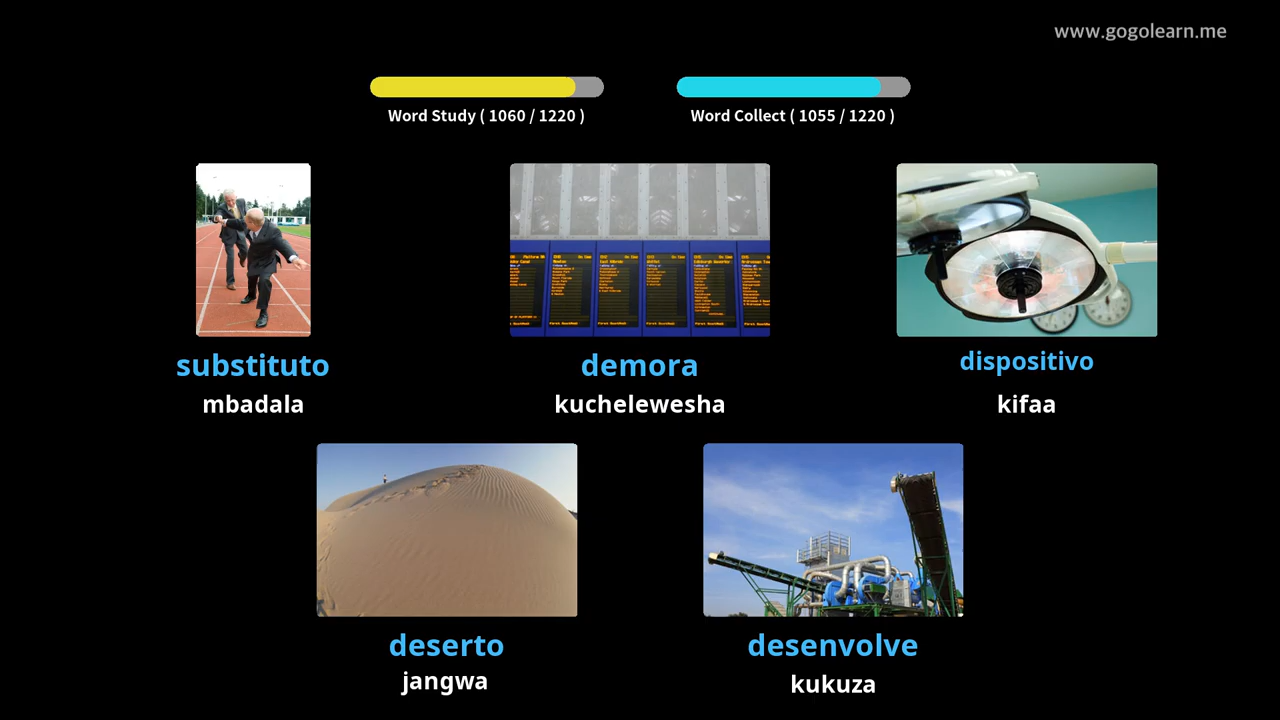 www.gogolearn.me
Word Study ( 1060 / 1220 )
Word Collect ( 1055 / 1220 )
substituto
mbadala
demora
kuchelewesha
dispositivo
kifaa
deserto
jangwa
desenvolve
kukuza